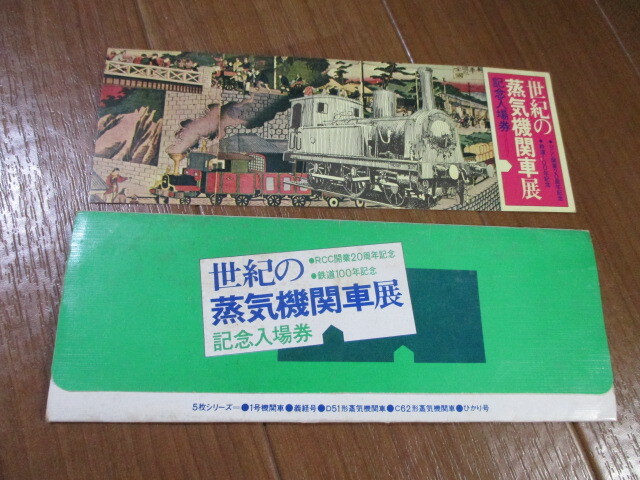 世紀の
蒸気機関車展
記念入場券
世紀の
蒸気機関車展
記念入場券
●RCC開業20周年記念
●鉄道100年記念
5枚シリーズ─●1号機関車●義経号●D51形蒸気機関車●C62形蒸気機関車●ひかり号